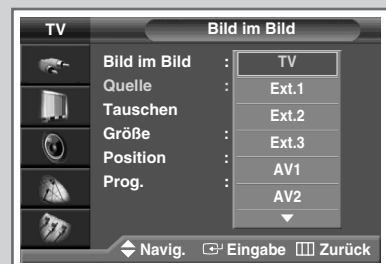 TV Bild im Bild
Bild im Bild : TV
Quelle Ext.1
Tauschen Ext.2
Größe : Ext.3
Position : AV1
Prog. : AV2
Navig. Eingabe Zurück